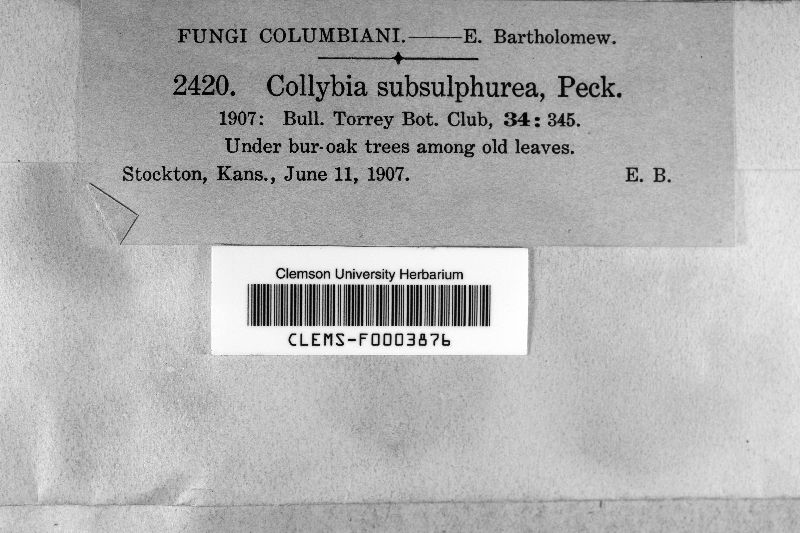 FUNGI COLUMBIANI.——E. Bartholomew.
2420. Collybia subsulphurea, Peck.
1907: Bull. Torrey Bot. Club, 34: 345.
Under bur-oak trees among old leaves.
Stockton, Kans., June 11, 1907. E. B.
Clemson University Herbarium
CLEMS-F0003876